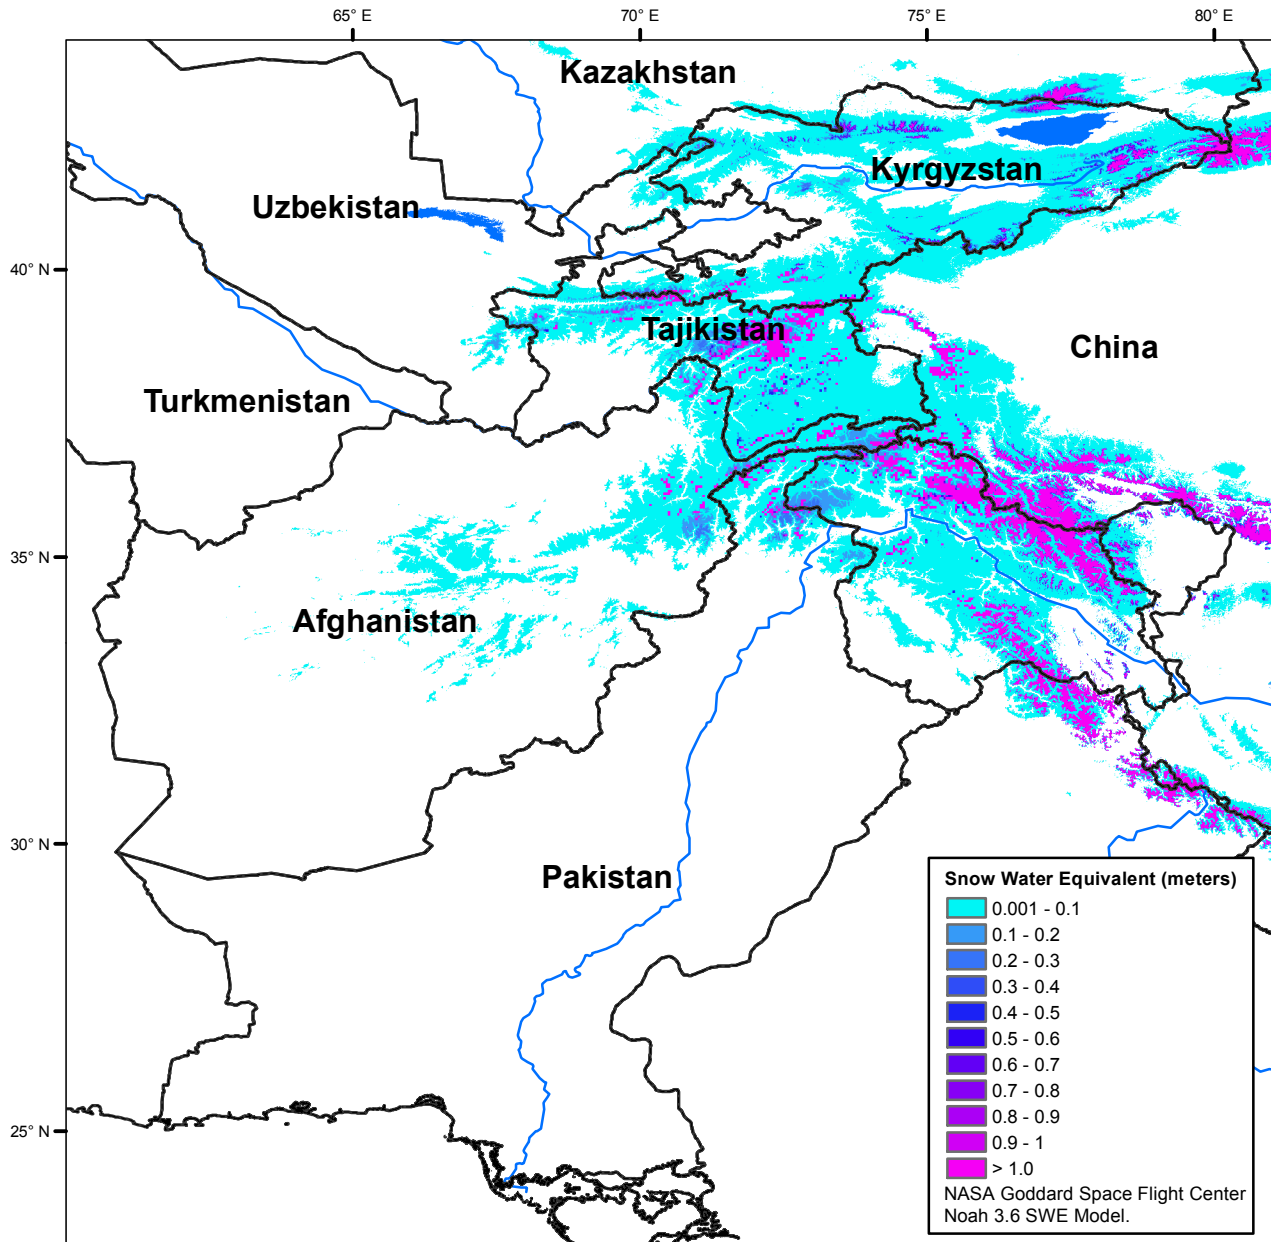 65° E
70° E
75° E
80° E
Kazakhstan
Kyrgyzstan
Uzbekistan
40° N
Tajikistan
China
Turkmenistan
35° N
Afghanistan
30° N
Pakistan
25° N
Snow Water Equivalent (meters)
0.001 - 0.1
0.1 - 0.2
0.2 - 0.3
0.3 - 0.4
0.4 - 0.5
0.5 - 0.6
0.6 - 0.7
0.7 - 0.8
0.8 - 0.9
0.9 - 1
> 1.0
NASA Goddard Space Flight Center
Noah 3.6 SWE Model.